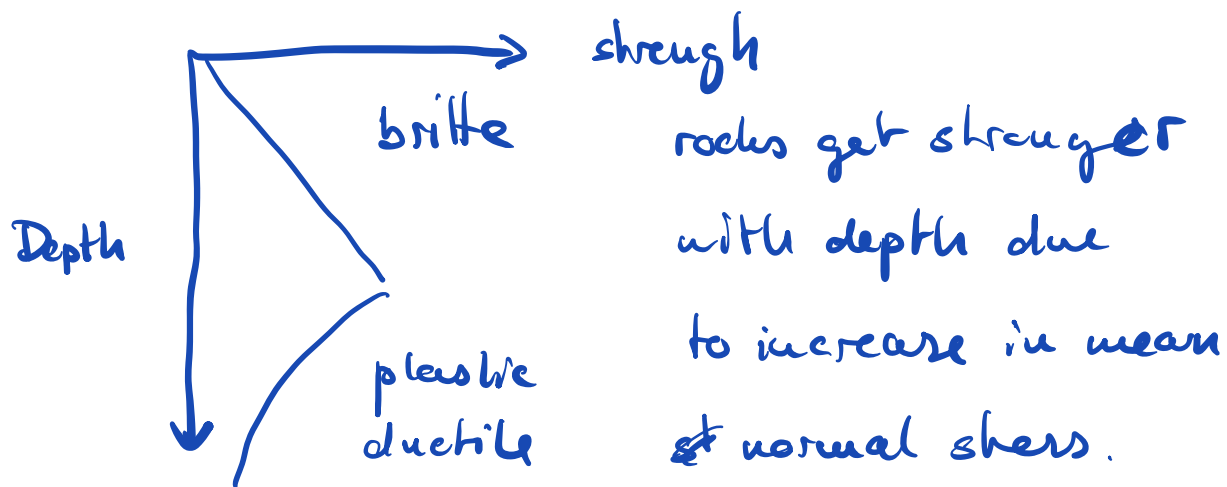 strength
britte
rocks get stronger
Depth
with depth due
to increase in mean
plastic
ductile
normal stress.